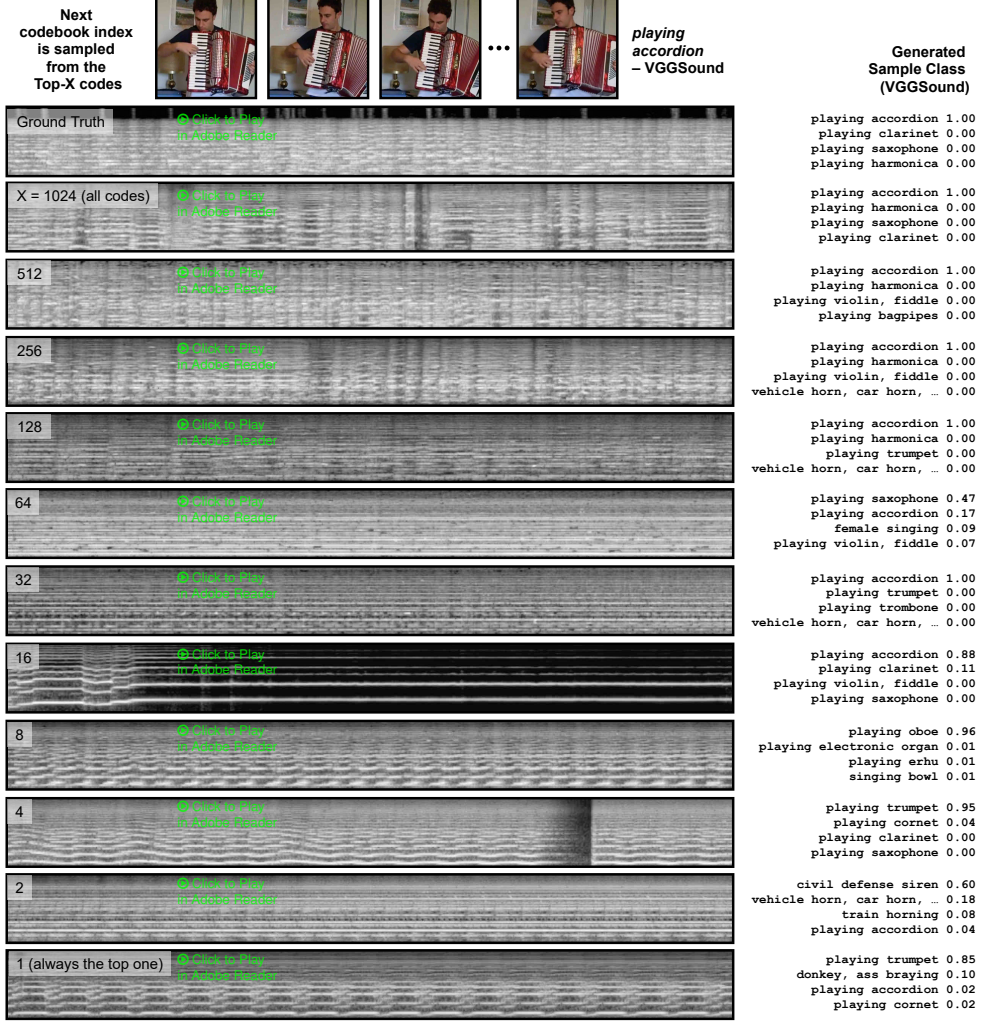 Next
codebook index
is sampled
from the
Top-X codes
...
playing
accordion
– VGGSound
Generated
Sample Class
(VGGSound)
Ground Truth
Click to Play
in Adobe Reader
playing accordion 1.00
playing clarinet 0.00
playing saxophone 0.00
playing harmonica 0.00
X = 1024 (all codes)
Click to Play
in Adobe Reader
playing accordion 1.00
playing harmonica 0.00
playing saxophone 0.00
playing clarinet 0.00
512
Click to Play
in Adobe Reader
playing accordion 1.00
playing harmonica 0.00
playing violin, fiddle 0.00
playing bagpipes 0.00
256
Click to Play
in Adobe Reader
playing accordion 1.00
playing harmonica 0.00
playing violin, fiddle 0.00
vehicle horn, car horn, … 0.00
128
Click to Play
in Adobe Reader
playing accordion 1.00
playing harmonica 0.00
playing trumpet 0.00
vehicle horn, car horn, … 0.00
64
Click to Play
in Adobe Reader
playing saxophone 0.47
playing accordion 0.17
female singing 0.09
playing violin, fiddle 0.07
32
Click to Play
in Adobe Reader
playing accordion 1.00
playing trumpet 0.00
playing trombone 0.00
vehicle horn, car horn, … 0.00
16
Click to Play
in Adobe Reader
playing accordion 0.88
playing clarinet 0.11
playing violin, fiddle 0.00
playing saxophone 0.00
8
Click to Play
in Adobe Reader
playing oboe 0.96
playing electronic organ 0.01
playing erhu 0.01
singing bowl 0.01
4
Click to Play
in Adobe Reader
playing trumpet 0.95
playing cornet 0.04
playing clarinet 0.00
playing saxophone 0.00
2
Click to Play
in Adobe Reader
civil defense siren 0.60
vehicle horn, car horn, … 0.18
train horning 0.08
playing accordion 0.04
1 (always the top one)
Click to Play
in Adobe Reader
playing trumpet 0.85
donkey, ass braying 0.10
playing accordion 0.02
playing cornet 0.02